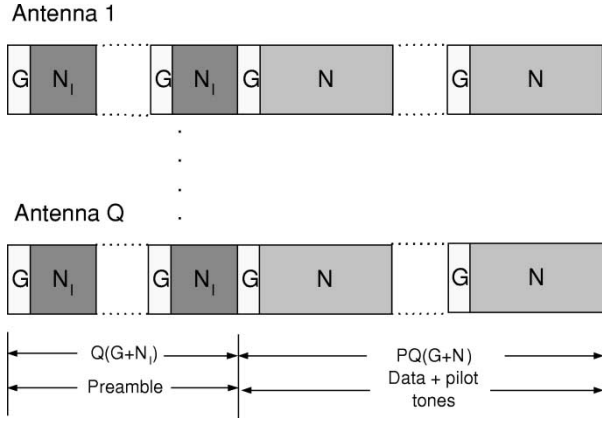 Antenna 1
G N_I G N_I G N G N
Antenna Q
G N_I G N_I G N G N
Q(G+N_I) PQ(G+N)
Preamble Data + pilot
tones